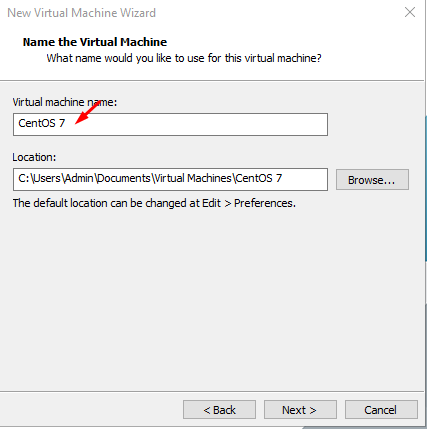 New Virtual Machine Wizard
Name the Virtual Machine
What name would you like to use for this virtual machine?
Virtual machine name:
CentOS 7
Location:
C:\Users\Admin\Documents\Virtual Machines\CentOS 7
Browse...
The default location can be changed at Edit > Preferences.
< Back
Next >
Cancel